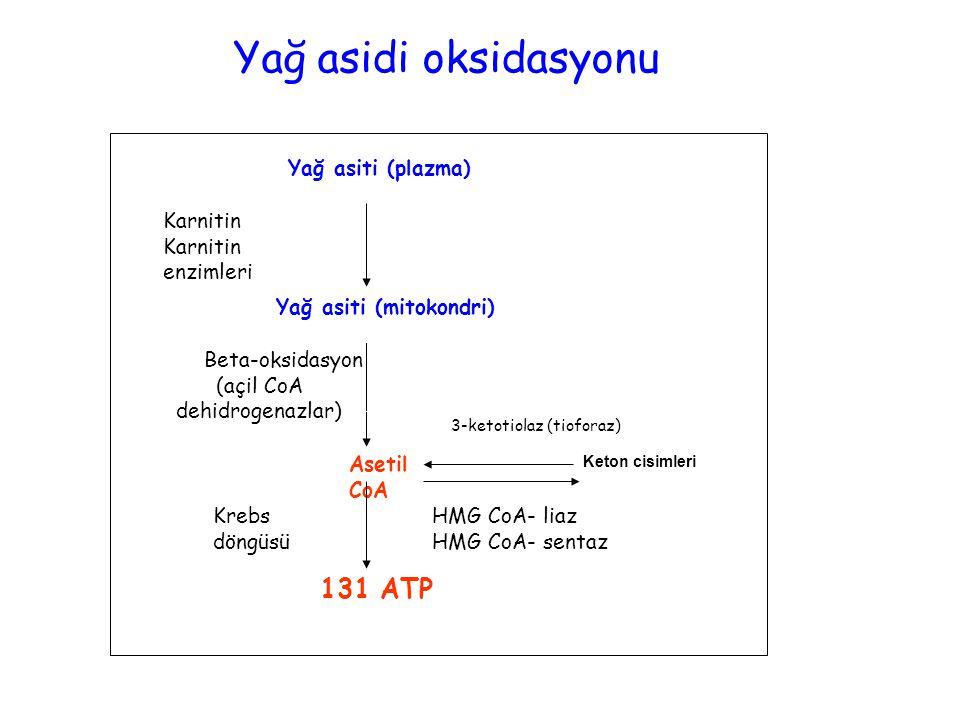 Yağ asidi oksidasyonu
Yağ asiti (plazma)
Karnitin
Karnitin
enzimleri
Yağ asiti (mitokondri)
Beta-oksidasyon
(açil CoA
dehidrogenazlar)
3-ketotiolaz (tioforaz)
Asetil
CoA
Keton cisimleri
Krebs
döngüsü
HMG CoA- liaz
HMG CoA- sentaz
131 ATP